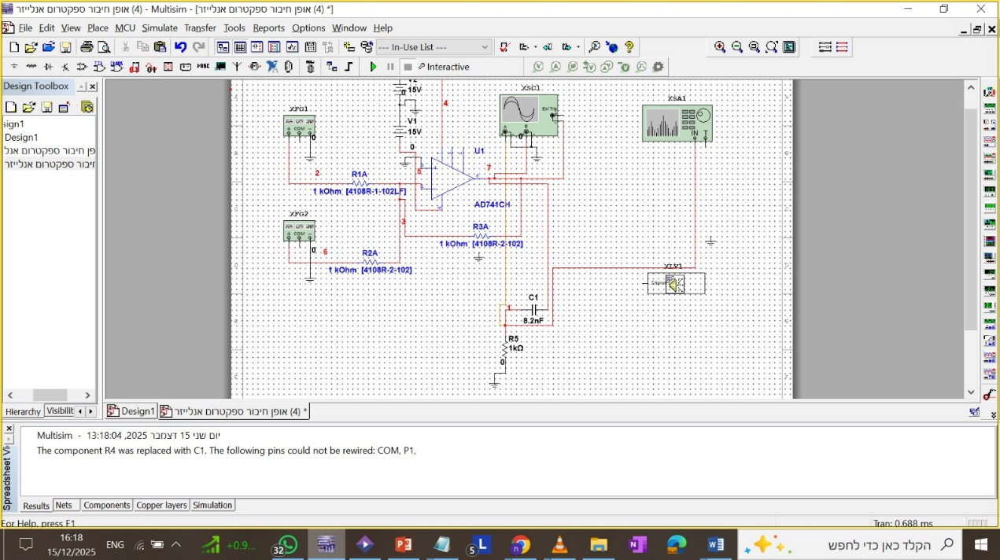 אופן חיבור ספקטרום אנלייזר (4) - Multisim - [אופן חיבור ספקטרום אנלייזר (4) *]
File Edit View Place MCU Simulate Transfer Tools Reports Options Window Help
--- In-Use List ---
Interactive
Design Toolbox
sign1
Design1
פן חיבור ספקטרום אנל
יזיבור ספקטרום אנלייזר
V2
15V
0
V1
15V
0
4
XFG1
COM
0
XSC1
Ext Trig
A
B
0
XSA1
IN T
U1
2
R1A
1 kOhm [4108R-1-102LF]
5
7
AD741CH
XFG2
COM
0
3
R3A
1 kOhm [4108R-2-102]
6
R2A
1 kOhm [4108R-2-102]
XLV1
Input
C1
1
8.2nF
R5
1kΩ
0
Hierarchy Visibilit
Design1 אופן חיבור ספקטרום אנלייזר (4) *
Multisim - יום שני 15 דצמבר 2025, 13:18:04
The component R4 was replaced with C1. The following pins could not be rewired: COM, P1,
Spreadsheet Vi
Results Nets Components Copper layers Simulation
For Help, press F1
Tran: 0.688 ms
16:18
15/12/2025
ENG
+0.9...
32
5
הקלד כאן כדי לחפש